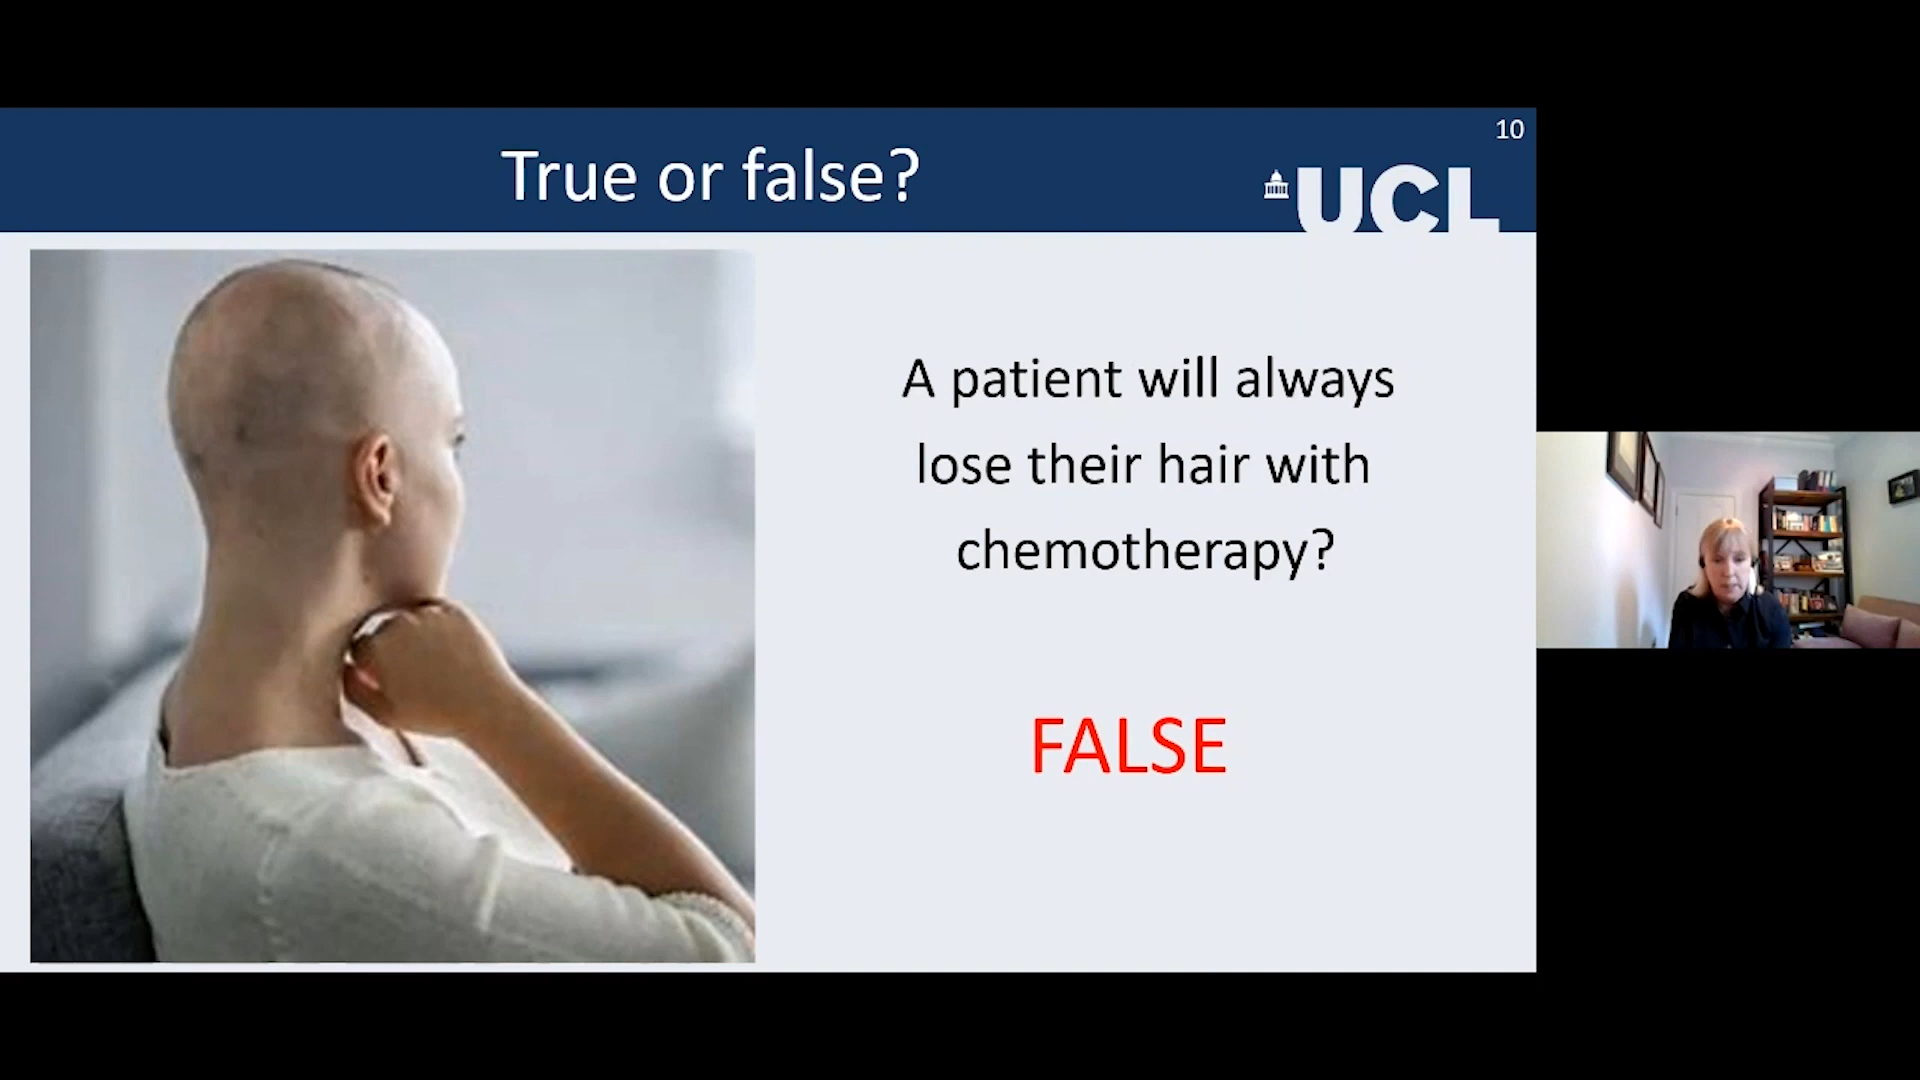 10
True or false?
UCL
A patient will always
lose their hair with
chemotherapy?
FALSE